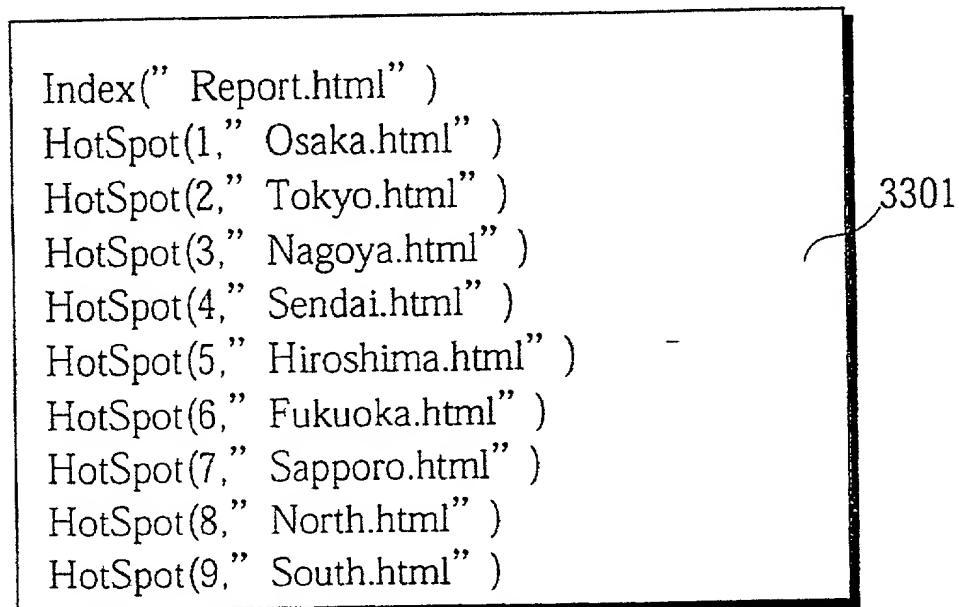 Index(” Report.html” )
HotSpot(1,” Osaka.html” )
HotSpot(2,” Tokyo.html” )
HotSpot(3,” Nagoya.html” )
HotSpot(4,” Sendai.html” )
HotSpot(5,” Hiroshima.html” )
HotSpot(6,” Fukuoka.html” )
HotSpot(7,” Sapporo.html” )
HotSpot(8,” North.html” )
HotSpot(9,” South.html” )
3301